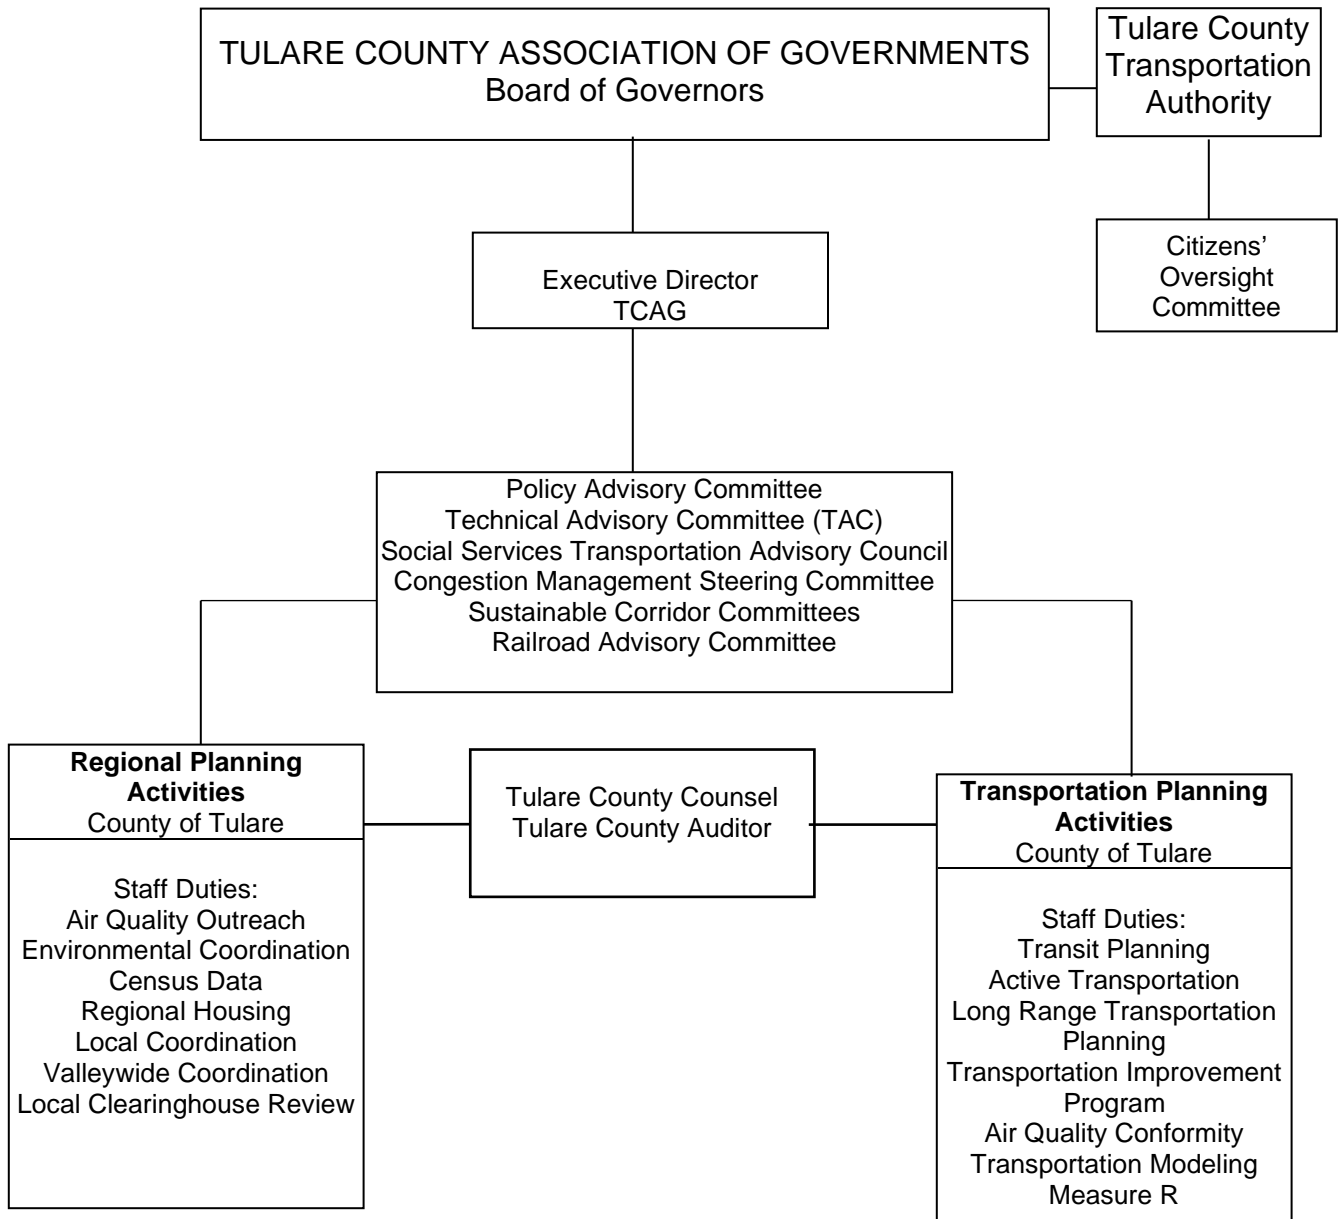 TULARE COUNTY ASSOCIATION OF GOVERNMENTS
Board of Governors
Tulare County
Transportation
Authority
Executive Director
TCAG
Citizens’
Oversight
Committee
Policy Advisory Committee
Technical Advisory Committee (TAC)
Social Services Transportation Advisory Council
Congestion Management Steering Committee
Sustainable Corridor Committees
Railroad Advisory Committee
Regional Planning
Activities
County of Tulare
Staff Duties:
Air Quality Outreach
Environmental Coordination
Census Data
Regional Housing
Local Coordination
Valleywide Coordination
Local Clearinghouse Review
Tulare County Counsel
Tulare County Auditor
Transportation Planning
Activities
County of Tulare
Staff Duties:
Transit Planning
Active Transportation
Long Range Transportation
Planning
Transportation Improvement
Program
Air Quality Conformity
Transportation Modeling
Measure R